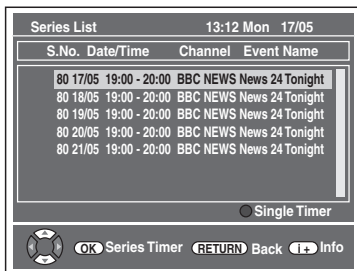 Series List 13:12 Mon 17/05
S.No. Date/Time Channel Event Name
80 17/05 19:00 - 20:00 BBC NEWS News 24 Tonight
80 18/05 19:00 - 20:00 BBC NEWS News 24 Tonight
80 19/05 19:00 - 20:00 BBC NEWS News 24 Tonight
80 20/05 19:00 - 20:00 BBC NEWS News 24 Tonight
80 21/05 19:00 - 20:00 BBC NEWS News 24 Tonight
Single Timer
OK Series Timer RETURN Back i+ Info